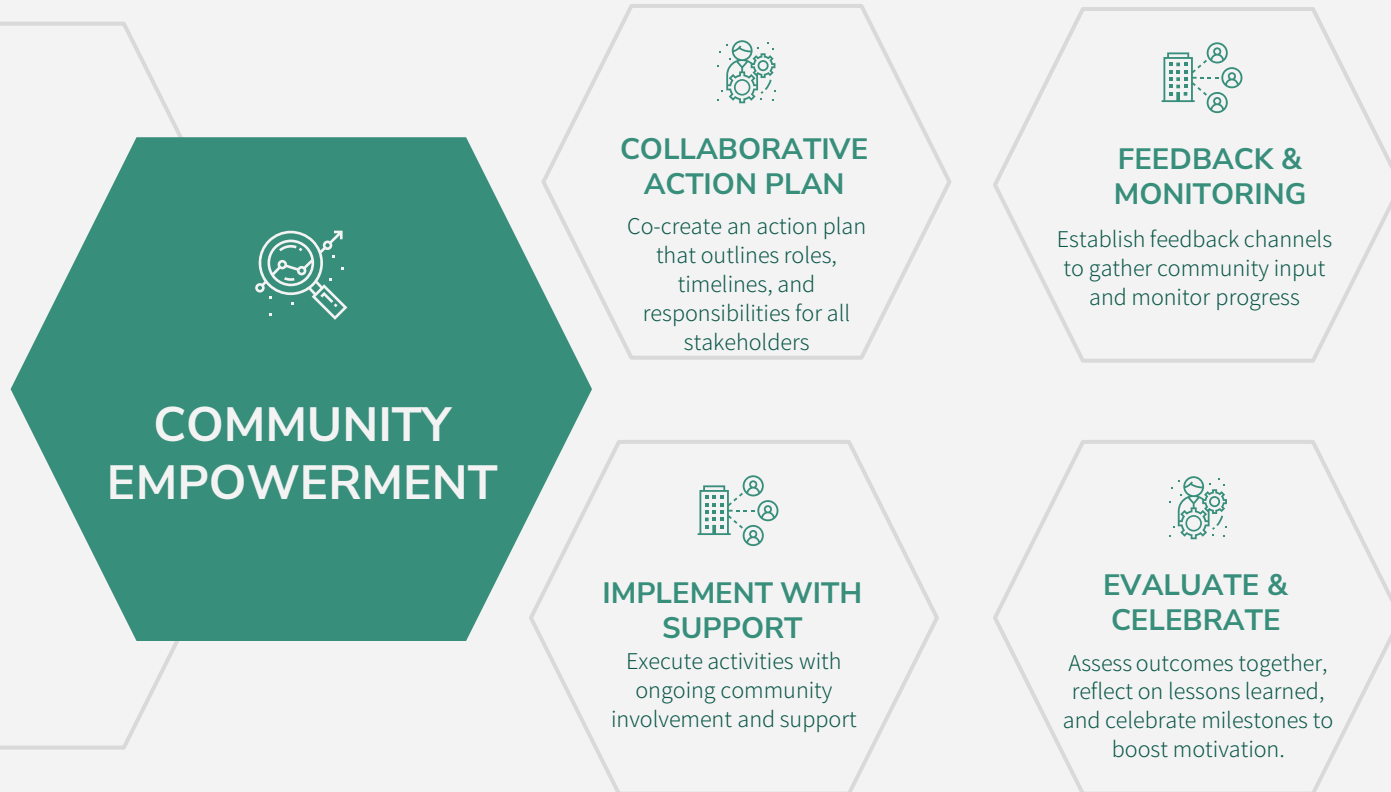 COMMUNITY
EMPOWERMENT
COLLABORATIVE
ACTION PLAN
Co-create an action plan
that outlines roles,
timelines, and
responsibilities for all
stakeholders
FEEDBACK &
MONITORING
Establish feedback channels
to gather community input
and monitor progress
IMPLEMENT WITH
SUPPORT
Execute activities with
ongoing community
involvement and support
EVALUATE &
CELEBRATE
Assess outcomes together,
reflect on lessons learned,
and celebrate milestones to
boost motivation.